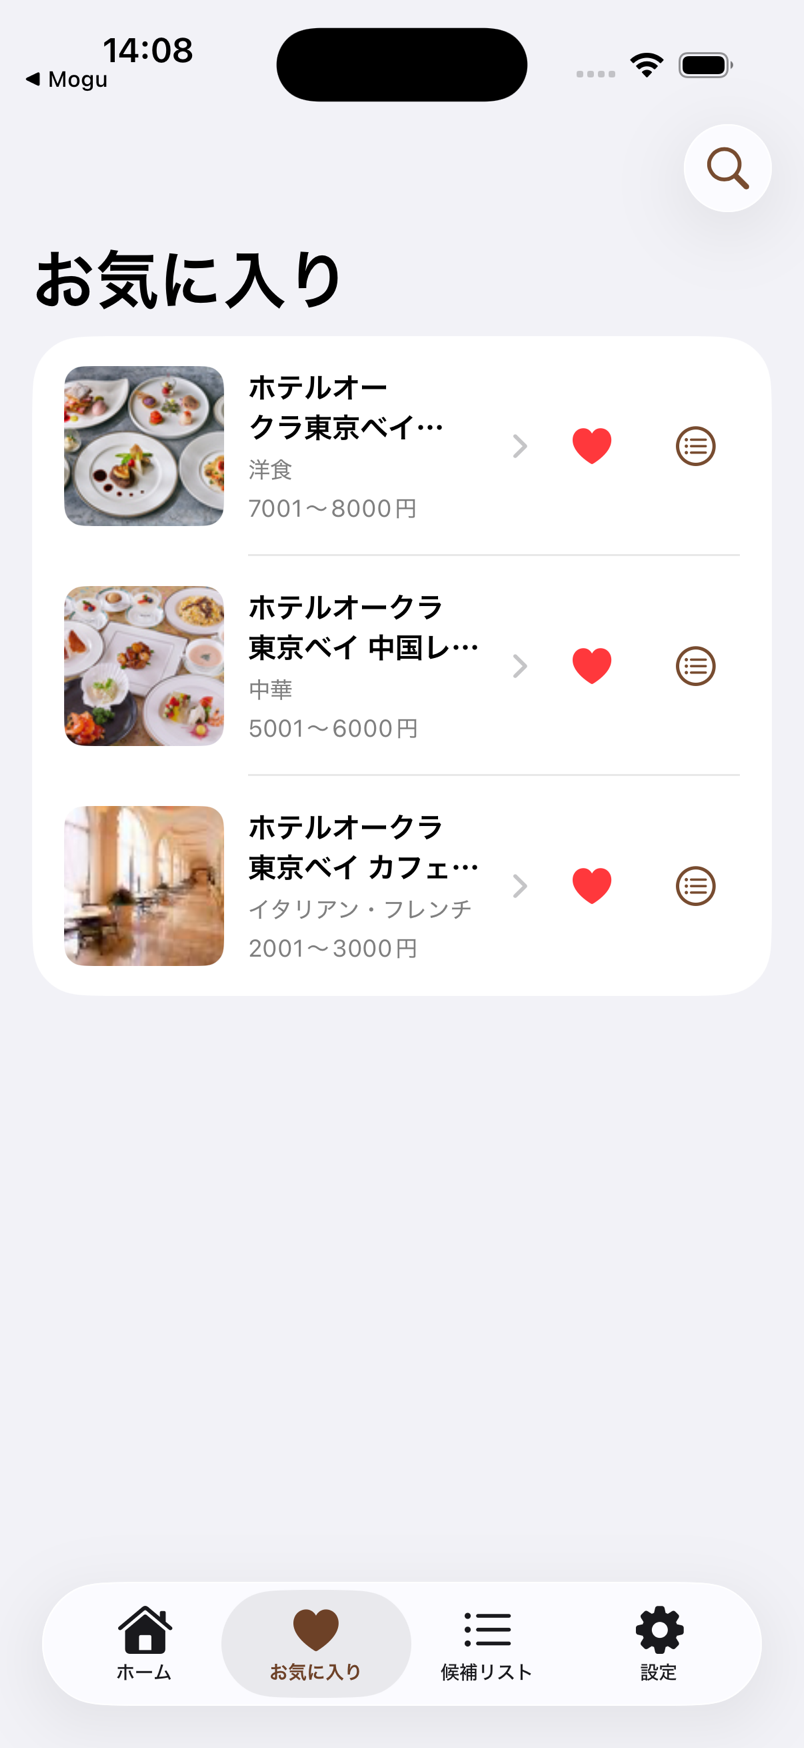 14:08
◀ Mogu
お気に入り
ホテルオー
クラ東京ベイ…
洋食
7001〜8000円
ホテルオークラ
東京ベイ 中国レ…
中華
5001〜6000円
ホテルオークラ
東京ベイ カフェ…
イタリアン・フレンチ
2001〜3000円
ホーム
お気に入り
候補リスト
設定